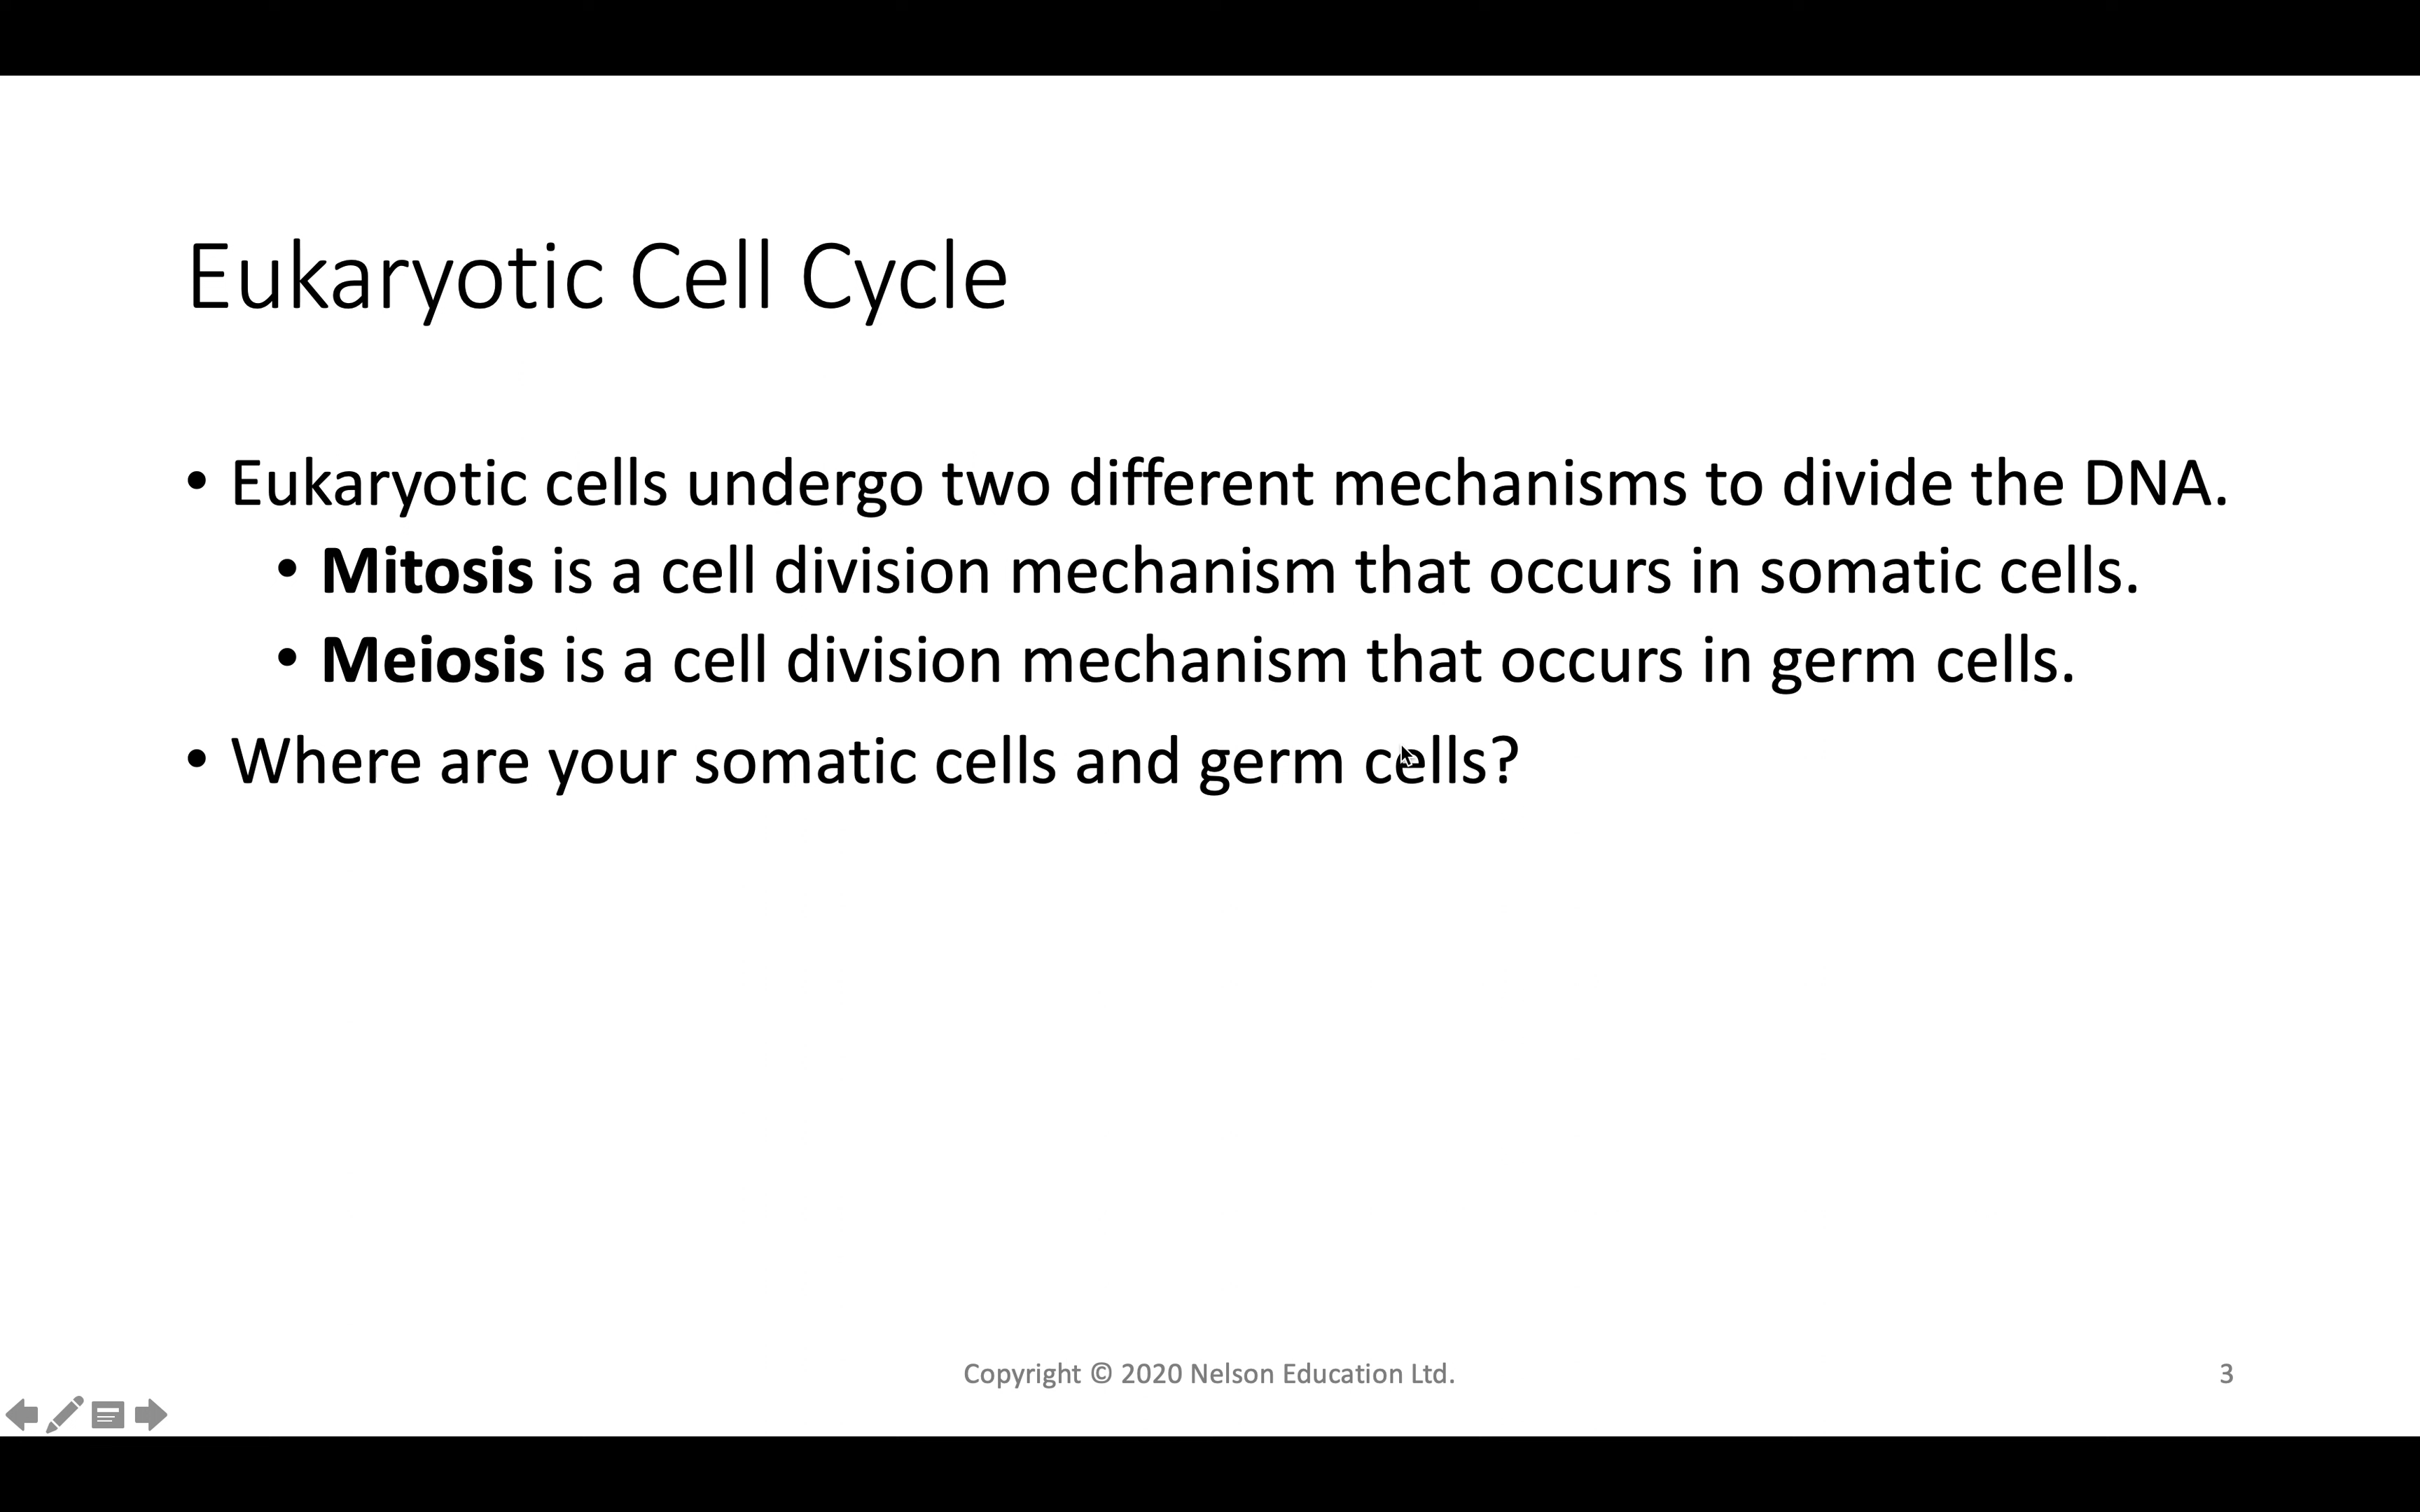 Eukaryotic Cell Cycle
• Eukaryotic cells undergo two different mechanisms to divide the DNA.
• Mitosis is a cell division mechanism that occurs in somatic cells.
• Meiosis is a cell division mechanism that occurs in germ cells.
• Where are your somatic cells and germ cells?
Copyright © 2020 Nelson Education Ltd.
3